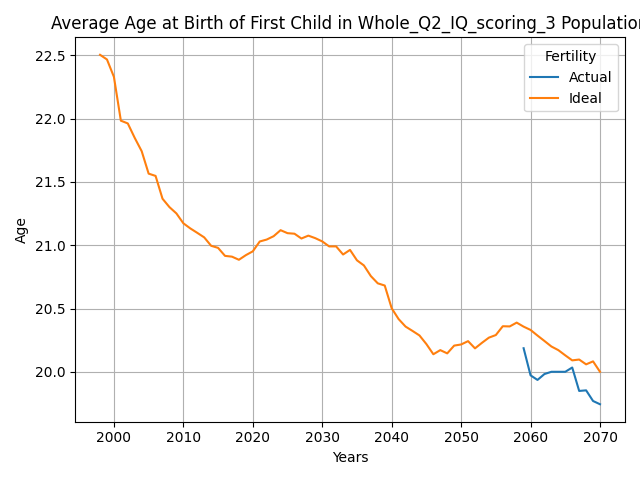 Average Age at Birth of First Child in Whole_Q2_IQ_scoring_3 Population
Fertility
Actual
Ideal
22.5
22.0
21.5
21.0
20.5
20.0
Age
2000 2010 2020 2030 2040 2050 2060 2070
Years